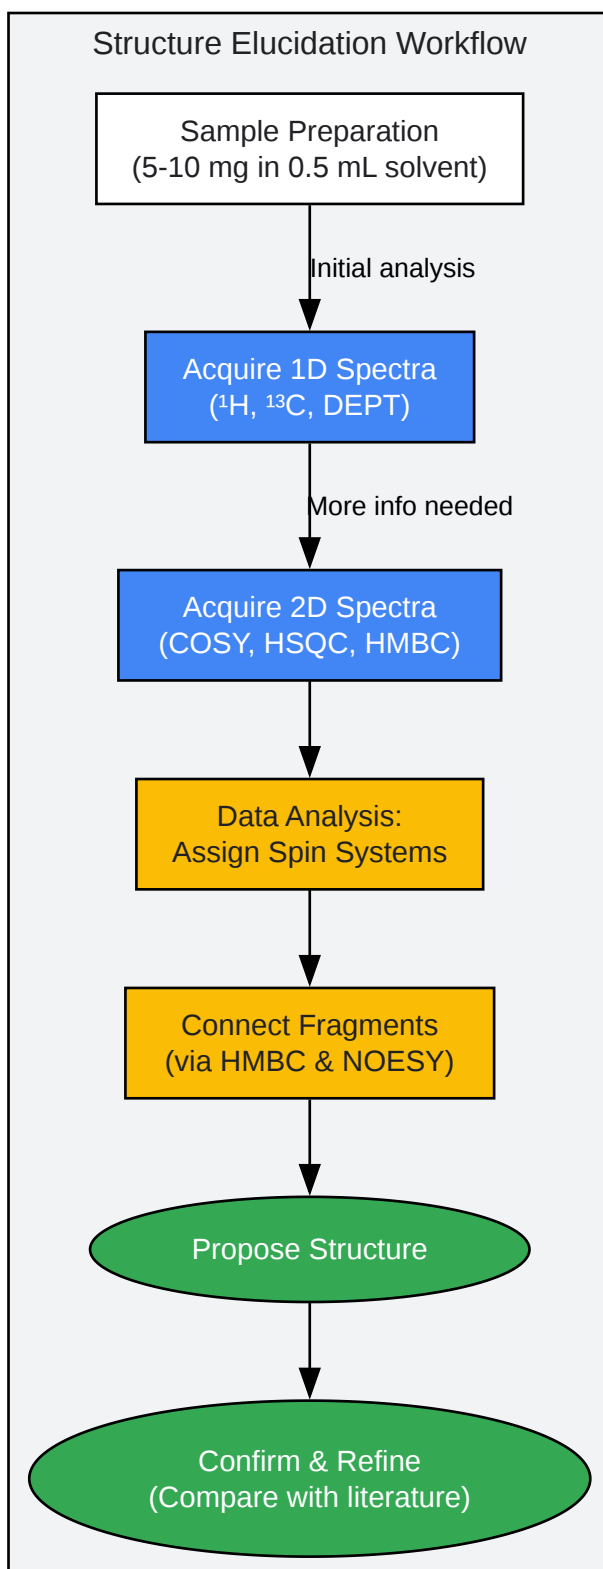 Structure Elucidation Workflow
Sample Preparation
(5-10 mg in 0.5 mL solvent)
Initial analysis
Acquire 1D Spectra
(¹H, ¹³C, DEPT)
More info needed
Acquire 2D Spectra
(COSY, HSQC, HMBC)
Data Analysis:
Assign Spin Systems
Connect Fragments
(via HMBC & NOESY)
Propose Structure
Confirm & Refine
(Compare with literature)